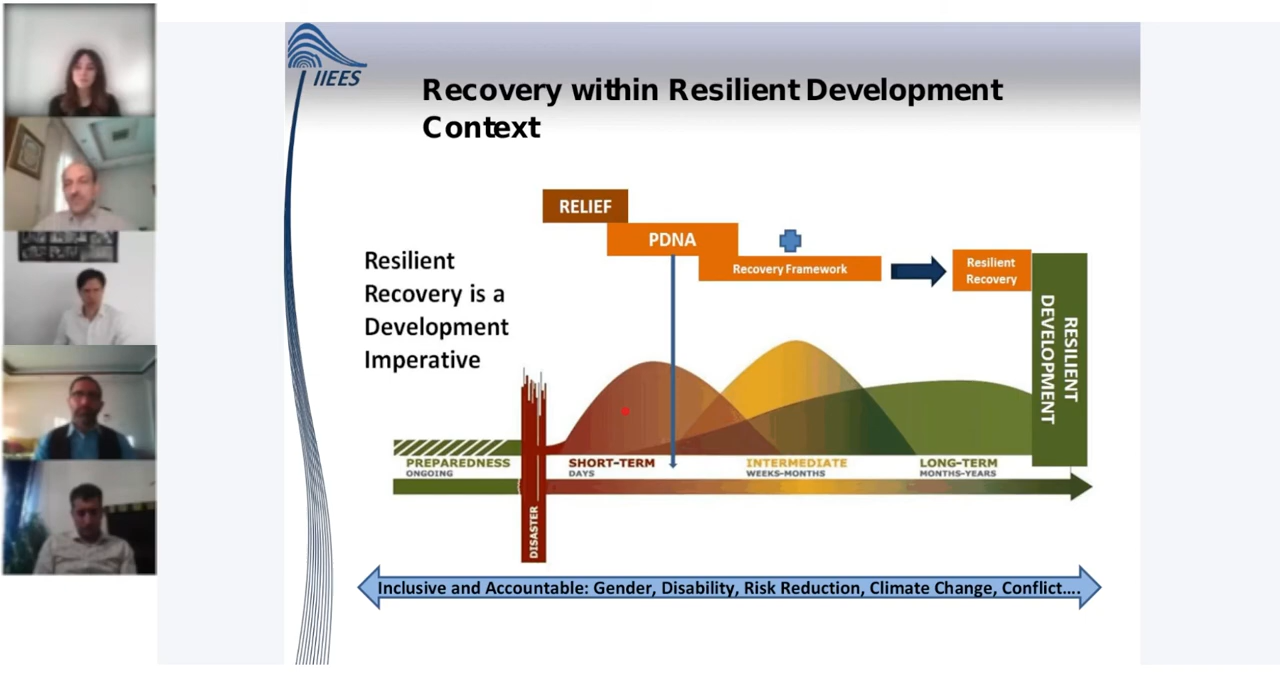 IIEES
Recovery within Resilient Development
Context
RELIEF
PDNA
Recovery Framework
Resilient
Recovery
RESILIENT
DEVELOPMENT
Resilient
Recovery is a
Development
Imperative
PREPAREDNESS
ONGOING
SHORT-TERM
DAYS
INTERMEDIATE
WEEKS-MONTHS
LONG-TERM
MONTHS-YEARS
DISASTER
Inclusive and Accountable: Gender, Disability, Risk Reduction, Climate Change, Conflict....